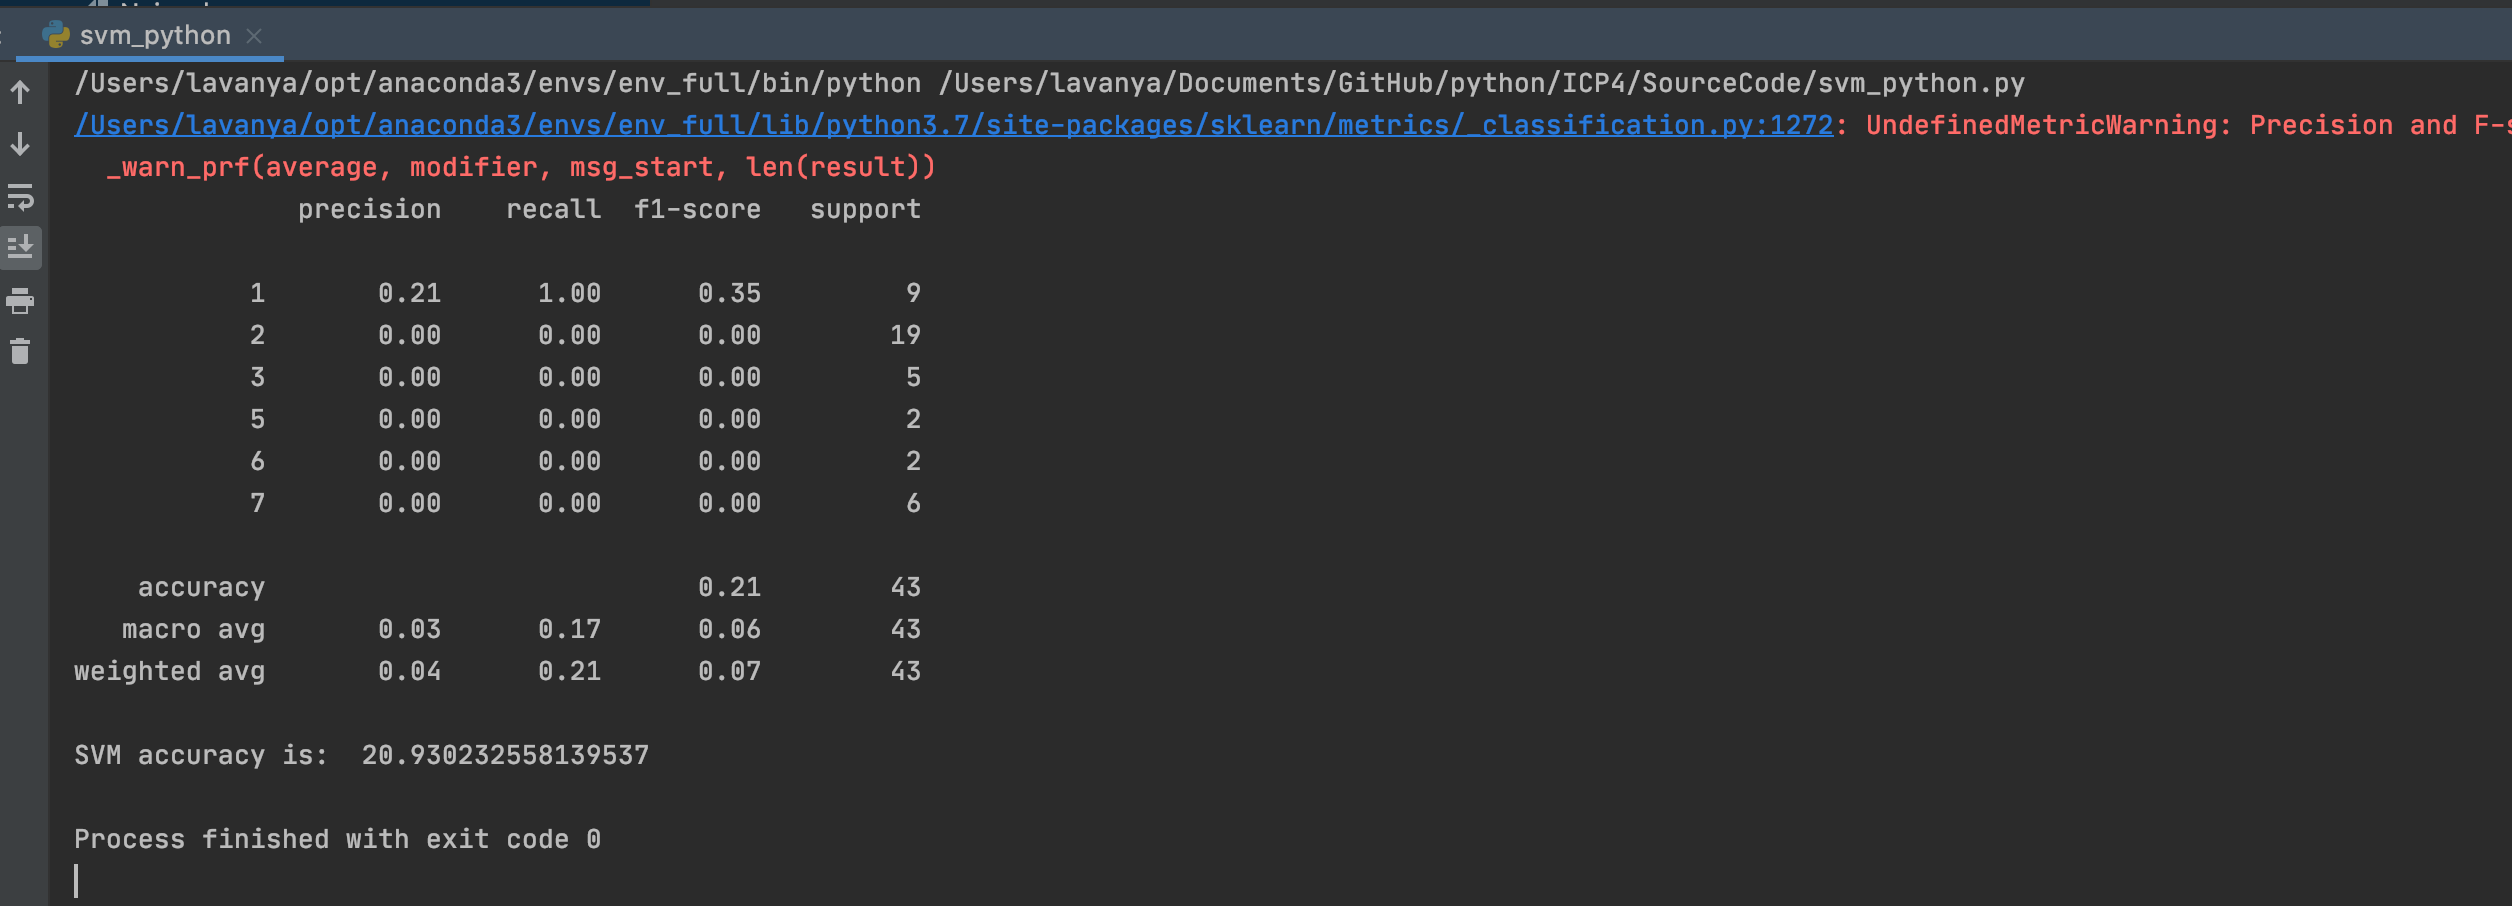 svm_python
/Users/lavanya/opt/anaconda3/envs/env_full/bin/python /Users/lavanya/Documents/GitHub/python/ICP4/SourceCode/svm_python.py
/Users/lavanya/opt/anaconda3/envs/env_full/lib/python3.7/site-packages/sklearn/metrics/_classification.py:1272: UndefinedMetricWarning: Precision and F-s
_warn_prf(average, modifier, msg_start, len(result))
precision recall f1-score support
1 0.21 1.00 0.35 9
2 0.00 0.00 0.00 19
3 0.00 0.00 0.00 5
5 0.00 0.00 0.00 2
6 0.00 0.00 0.00 2
7 0.00 0.00 0.00 6
accuracy 0.21 43
macro avg 0.03 0.17 0.06 43
weighted avg 0.04 0.21 0.07 43
SVM accuracy is: 20.930232558139537
Process finished with exit code 0